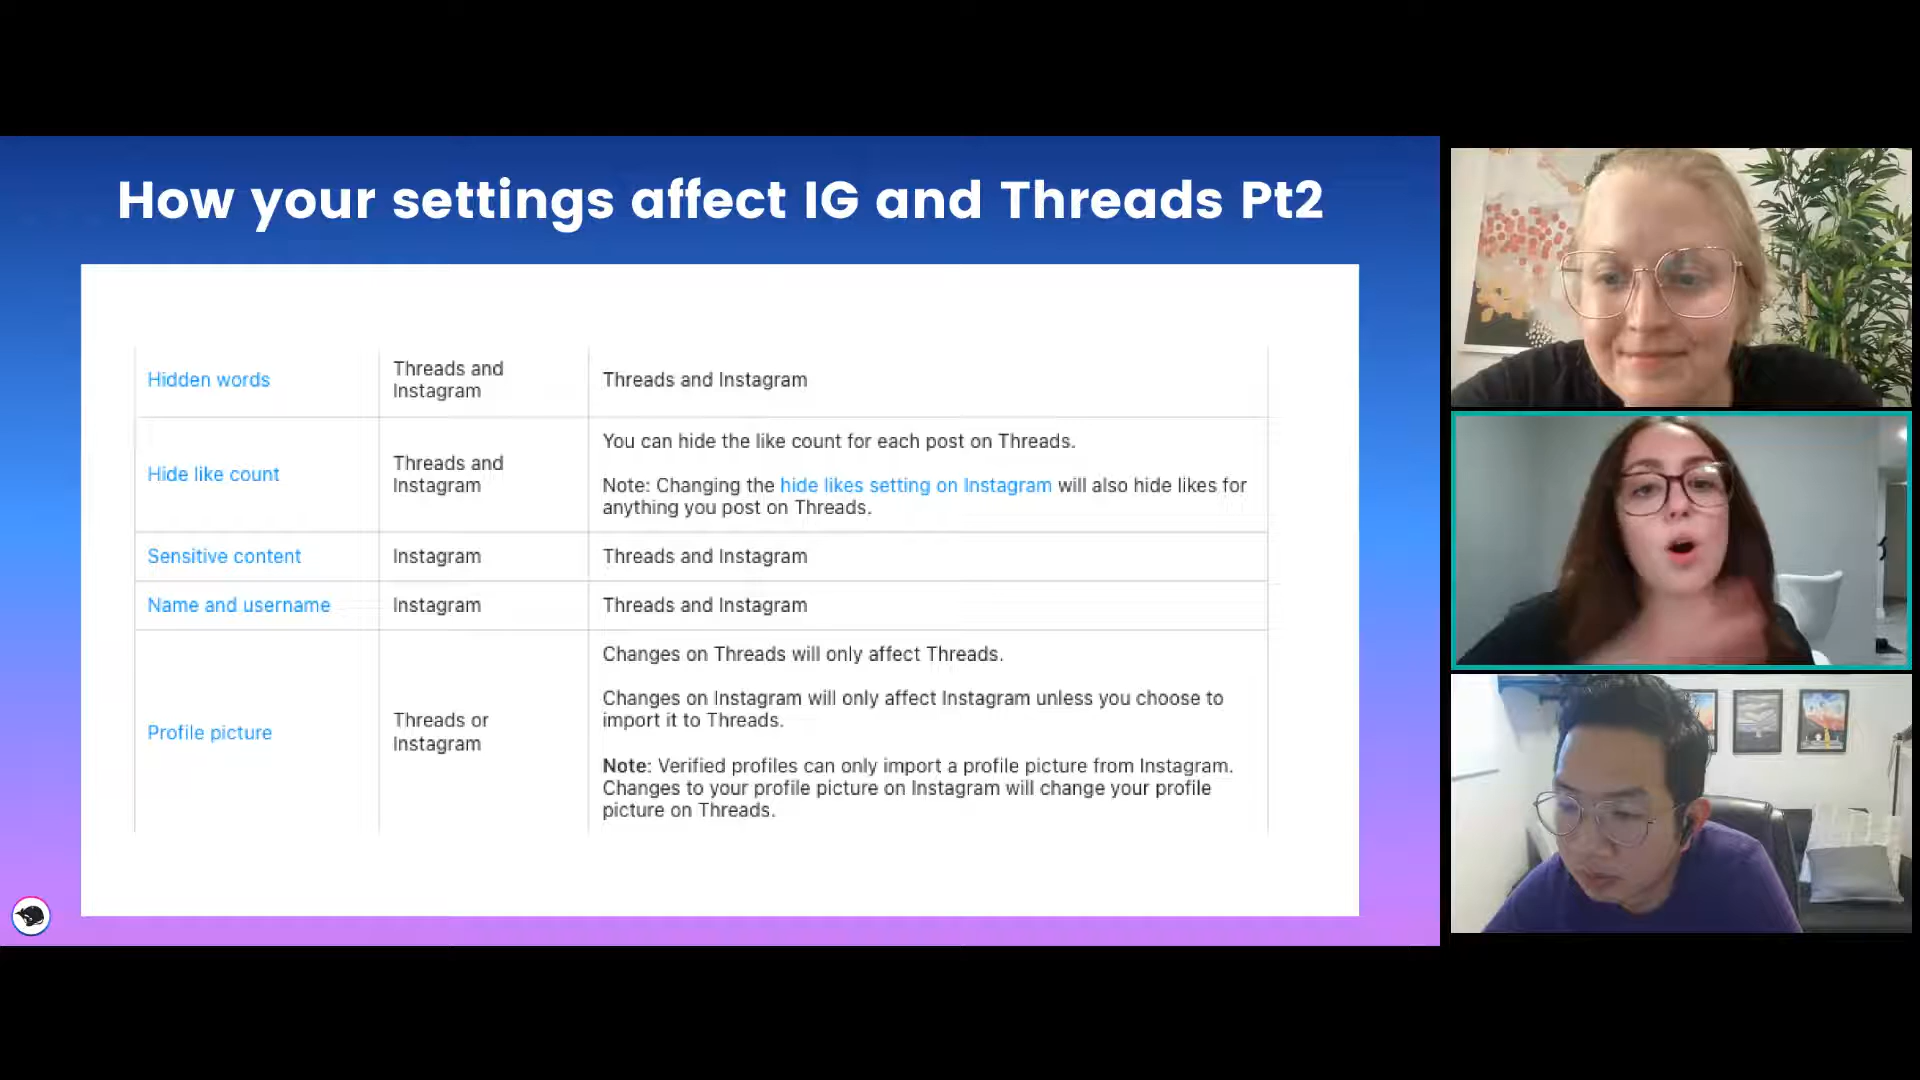 How your settings affect IG and Threads Pt2
Hidden words
Threads and
Instagram
Threads and Instagram
Hide like count
Threads and
Instagram
You can hide the like count for each post on Threads.
Note: Changing the hide likes setting on Instagram will also hide likes for
anything you post on Threads.
Sensitive content
Instagram
Threads and Instagram
Name and username
Instagram
Threads and Instagram
Profile picture
Threads or
Instagram
Changes on Threads will only affect Threads.
Changes on Instagram will only affect Instagram unless you choose to
import it to Threads.
Note: Verified profiles can only import a profile picture from Instagram.
Changes to your profile picture on Instagram will change your profile
picture on Threads.